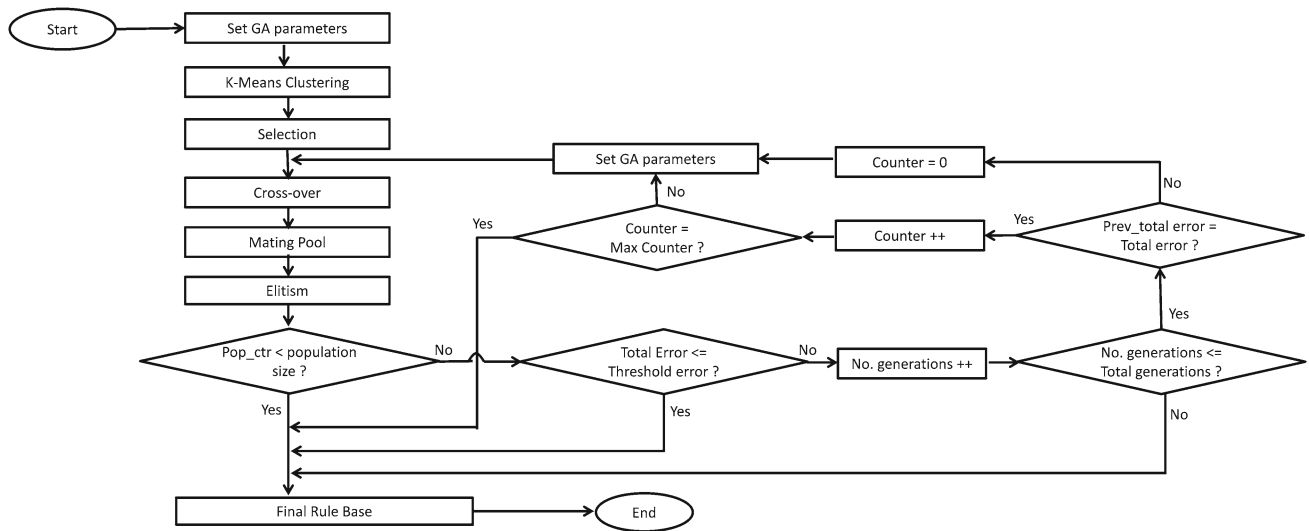 Start
Set GA parameters
K-Means Clustering
Selection
Set GA parameters
Counter = 0
Cross-over
No
No
Yes
Counter =
Max Counter ?
Counter ++
Yes
Prev_total error =
Total error ?
Mating Pool
Elitism
Yes
Pop_ctr < population
size ?
No
Total Error <=
Threshold error ?
No
No. generations ++
No. generations <=
Total generations ?
Yes
Yes
No
Final Rule Base
End